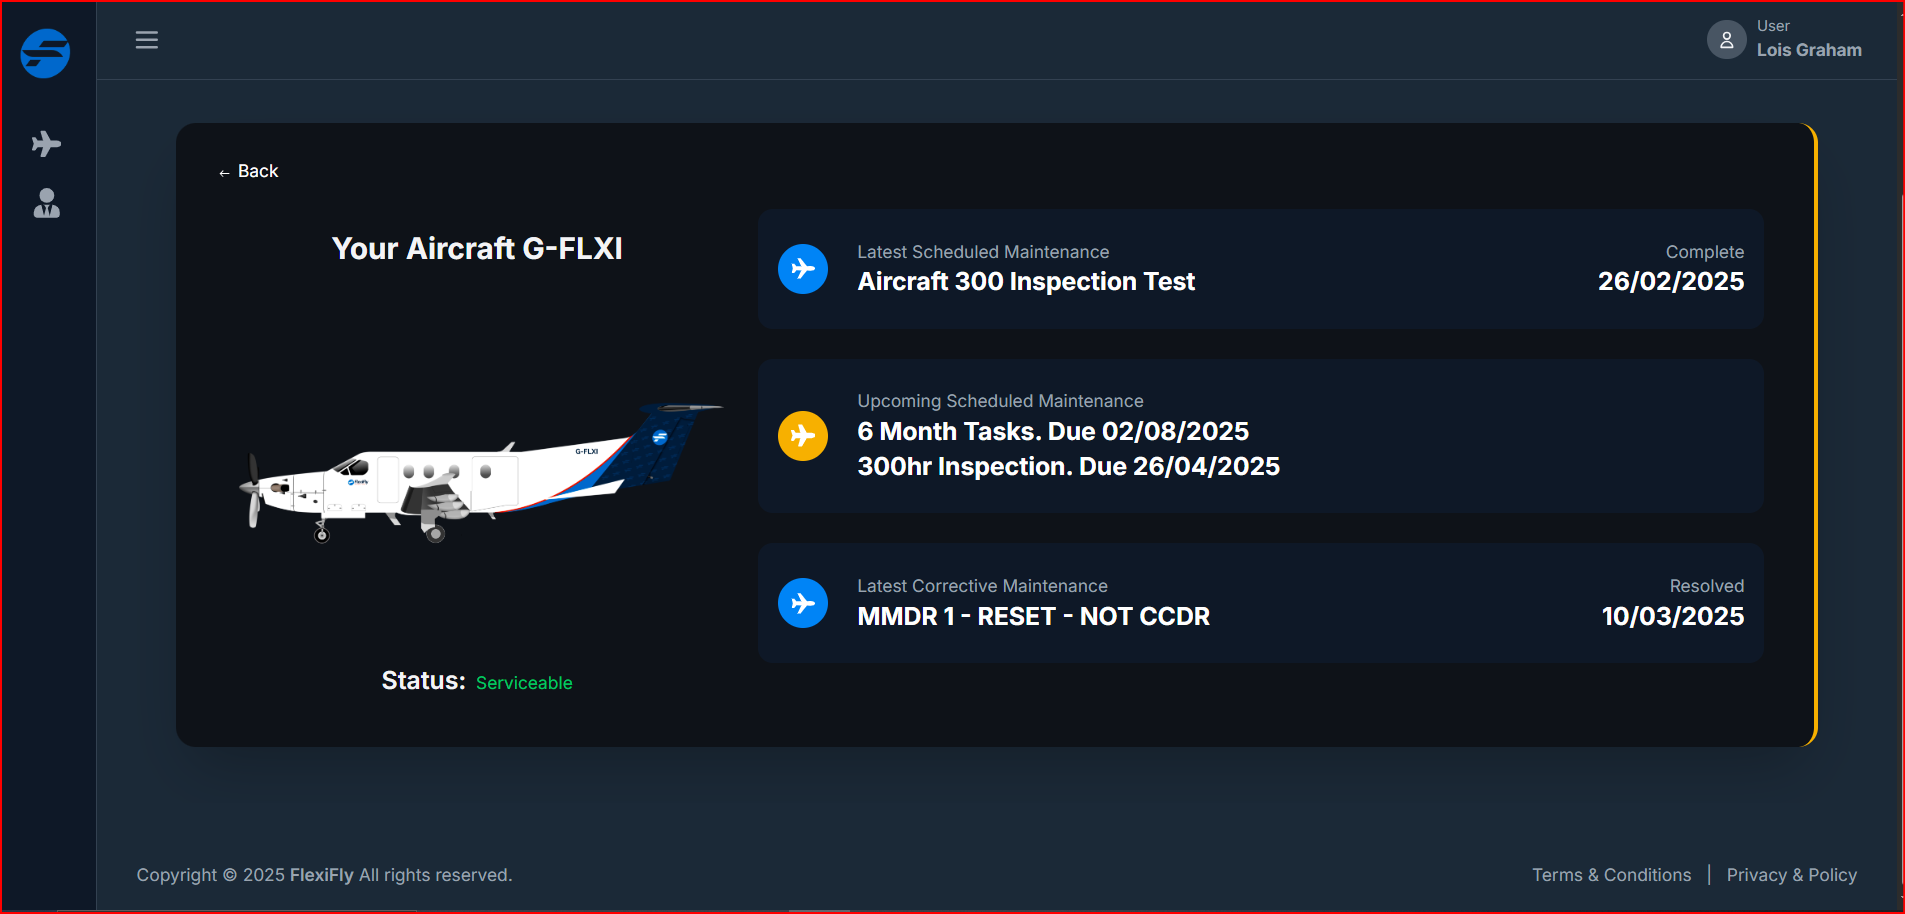 User
Lois Graham
← Back
Your Aircraft G-FLXI
Latest Scheduled Maintenance
Complete
Aircraft 300 Inspection Test
26/02/2025
Upcoming Scheduled Maintenance
6 Month Tasks. Due 02/08/2025
300hr Inspection. Due 26/04/2025
G-FLXI
FlexiFly
Latest Corrective Maintenance
Resolved
MMDR 1 - RESET - NOT CCDR
10/03/2025
Status: Serviceable
Copyright © 2025 FlexiFly All rights reserved.
Terms & Conditions | Privacy & Policy